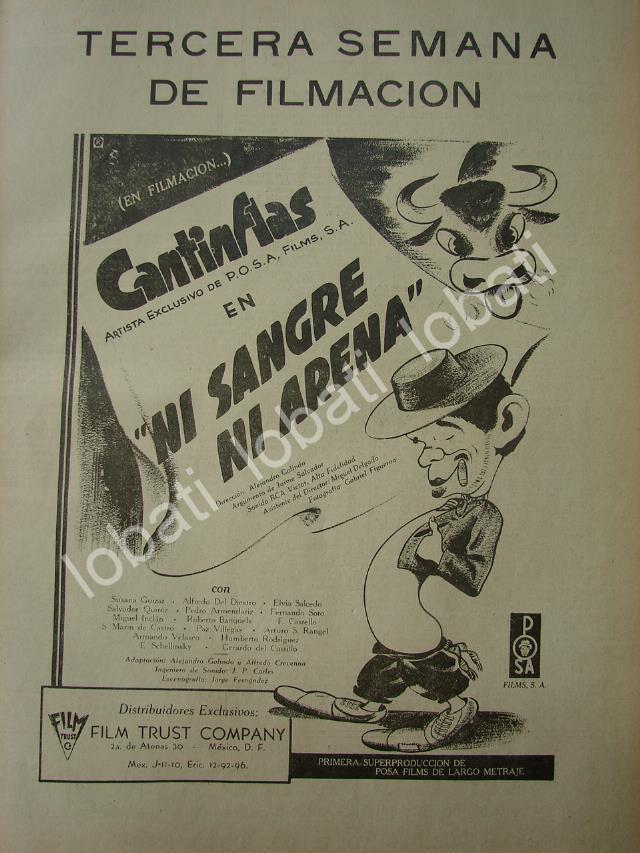 TERCERA SEMANA
DE FILMACION
(EN FILMACION...)
Cantinflas
ARTISTA EXCLUSIVO DE P.O.S.A. FILMS, S.A.
EN
"NI SANGRE
NI ARENA"
Dirección: Alejandro Galindo
Argumento de Jaime Salvador
Sonido RCA Victor, Alta Fidelidad
Asistente del Director: Miguel Delgado
Fotografía: Gabriel Figueroa
lobati lobati lobati lobati
con
Susana Guizar • Alfredo Del Diestro • Elvia Salcedo
Salvador Quiroz • Pedro Armendariz • Fernando Soto
Miguel Inclán • Roberto Banquels • F. Castello
S. Marín de Castro • Paz Villegas • Arturo S. Rangel
Armando Velasco • Humberto Rodríguez
E. Schellinsky • Gerardo del Castillo
Adaptación: Alejandro Galindo y Alfredo Crevenna
Ingeniero de Sonido: J. P. Carles
Escenografía: Jorge Fernández
POSA
FILMS, S. A.
FILM
TRUST
C
Distribuidores Exclusivos:
FILM TRUST COMPANY
2a. de Atenas 30 - México, D. F.
Mex. J-11-10, Eric. 12-92-96.
PRIMERA SUPERPRODUCCION DE
POSA FILMS DE LARGO METRAJE